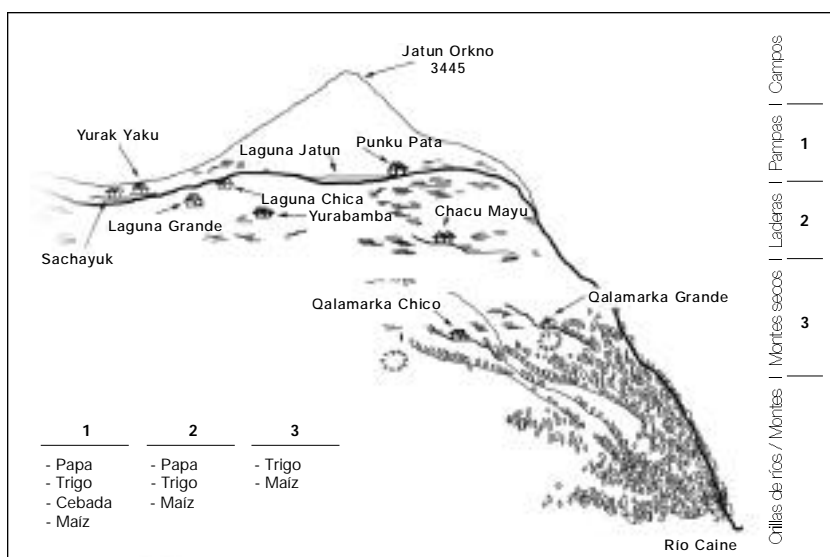 Jatun Orkno
3445
Yurak Yaku
Laguna Jatun
Punku Pata
Laguna Chica
Laguna Grande
Yurabamba
Chacu Mayu
Sachayuk
Qalamarka Chico
Qalamarka Grande
Río Caine
Campos
Pampas
1
Laderas
2
Montes secos
3
Orillas de ríos / Montes
1
- Papa
- Trigo
- Cebada
- Maíz
2
- Papa
- Trigo
- Maíz
3
- Trigo
- Maíz